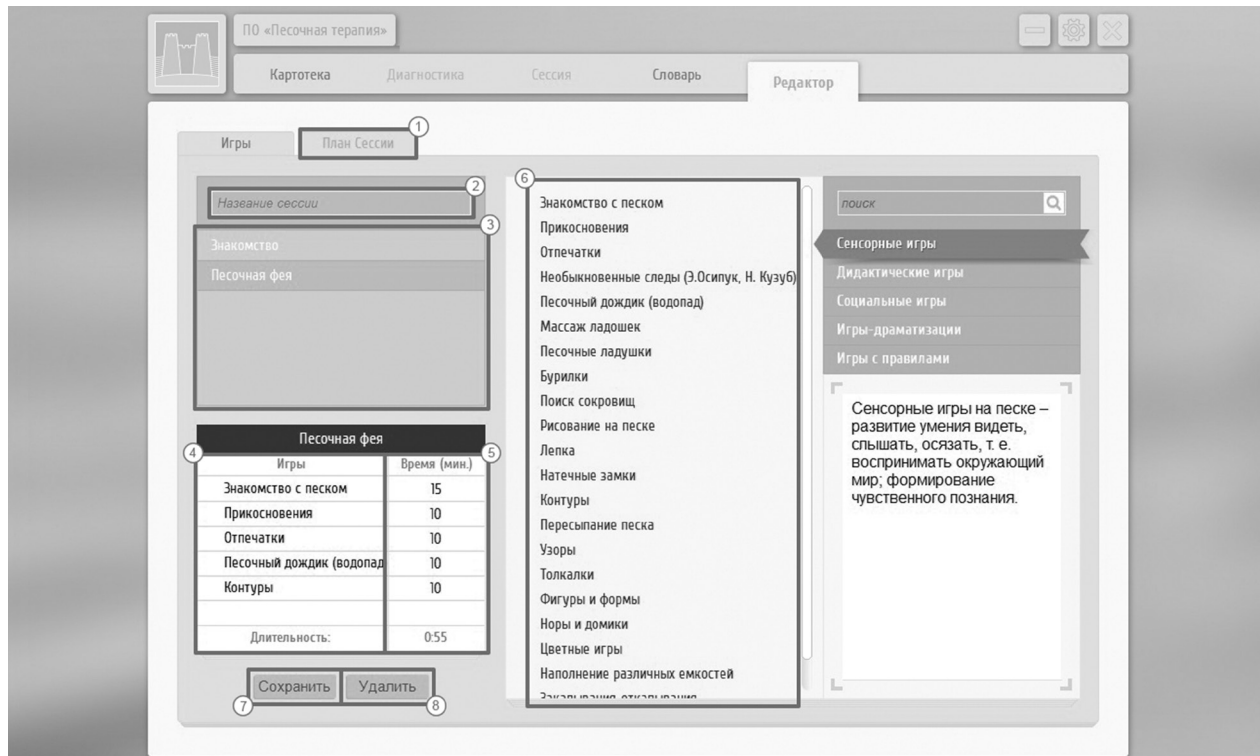 ПО «Песочная терапия»
Картотека Диагностика Сессия Словарь Редактор
Игры План Сессии 1
Название сессии 2
3
Знакомство
Песочная фея
Песочная фея
4 5
Игры Время (мин.)
Знакомство с песком 15
Прикосновения 10
Отпечатки 10
Песочный дождик (водопад 10
Контуры 10
Длительность: 0:55
Сохранить Удалить
7 8
6
Знакомство с песком
Прикосновения
Отпечатки
Необыкновенные следы (Э.Осипук, Н. Кузуб)
Песочный дождик (водопад)
Массаж ладошек
Песочные ладушки
Бурилки
Поиск сокровищ
Рисование на песке
Лепка
Натечные замки
Контуры
Пересыпание песка
Узоры
Толкалки
Фигуры и формы
Норы и домики
Цветные игры
Наполнение различных емкостей
поиск
Сенсорные игры
Дидактические игры
Социальные игры
Игры-драматизации
Игры с правилами
Сенсорные игры на песке –
развитие умения видеть,
слышать, осязать, т. е.
воспринимать окружающий
мир; формирование
чувственного познания.